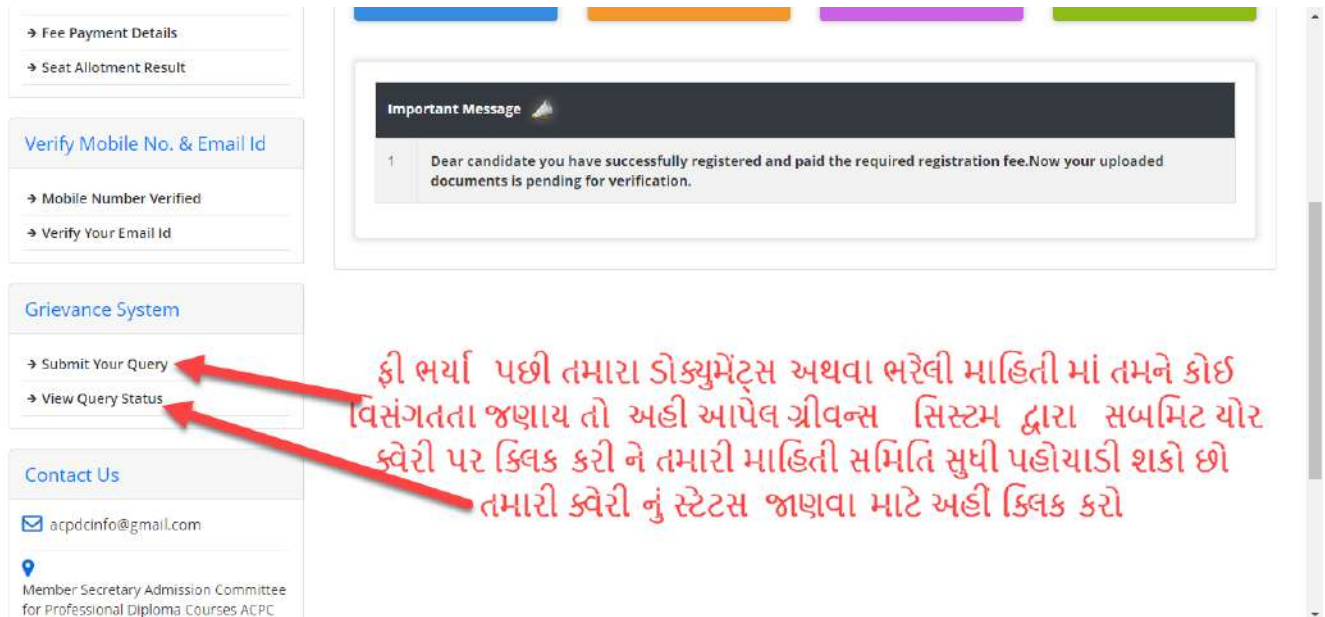 → Fee Payment Details
→ Seat Allotment Result
Verify Mobile No. & Email Id
→ Mobile Number Verified
→ Verify Your Email Id
Grievance System
→ Submit Your Query
→ View Query Status
Contact Us
acpdcinfo@gmail.com
Member Secretary Admission Committee
for Professional Diploma Courses ACPC
Important Message
1 Dear candidate you have successfully registered and paid the required registration fee.Now your uploaded
documents is pending for verification.
ફી ભર્યા પછી તમારા ડોક્યુમેંટ્સ અથવા ભરેલી માહિતી માં તમને કોઈ
વિસંગતતા જણાય તો અહી આપેલ ગ્રીવન્સ સિસ્ટમ દ્વારા સબમિટ યોર
ક્વેરી પર ક્લિક કરી ને તમારી માહિતી સમિતિ સુધી પહોચાડી શકો છો
તમારી ક્વેરી નું સ્ટેટસ જાણવા માટે અહીં ક્લિક કરો